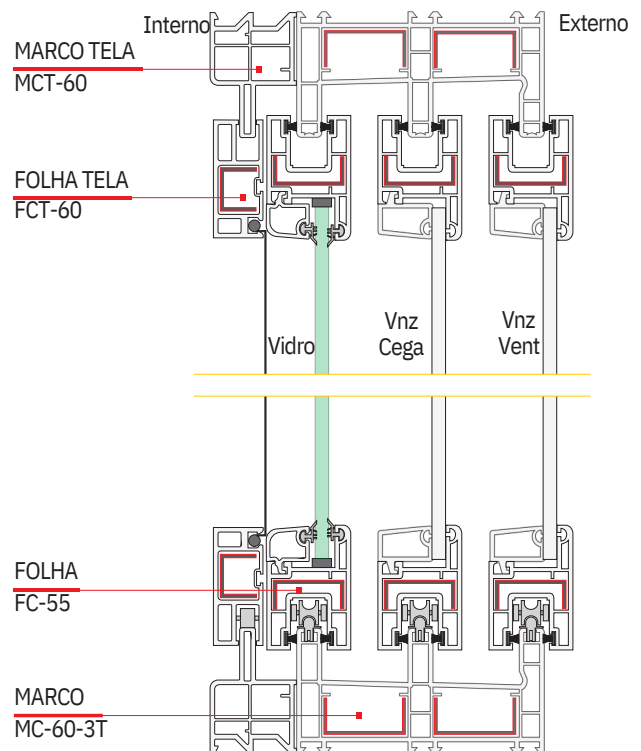 Interno
Externo
MARCO TELA
MCT-60
FOLHA TELA
FCT-60
Vidro
Vnz
Cega
Vnz
Vent
FOLHA
FC-55
MARCO
MC-60-3T